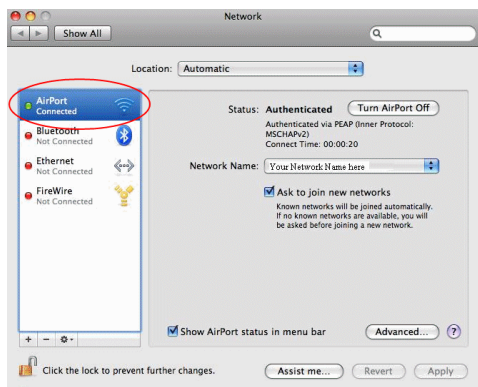 Network
Show All
Location: Automatic
AirPort
Connected
Bluetooth
Not Connected
Ethernet
Not Connected
FireWire
Not Connected
Status: Authenticated Turn AirPort Off
Authenticated via PEAP (Inner Protocol:
MSCHAPv2)
Connect Time: 00:00:20
Network Name: Your Network Name here
Ask to join new networks
Known networks will be joined automatically.
If no known networks are available, you will
be asked before joining a new network.
Show AirPort status in menu bar Advanced... ?
Click the lock to prevent further changes. Assist me... Revert Apply